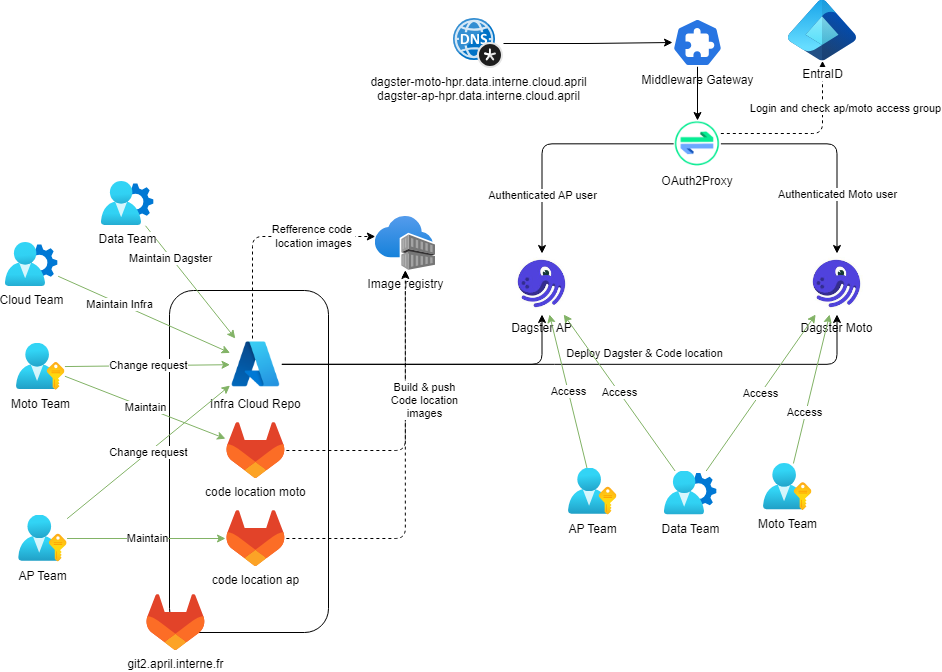 DNS
dagster-moto-hpr.data.interne.cloud.april
dagster-ap-hpr.data.interne.cloud.april
Middleware Gateway
EntraID
Login and check ap/moto access group
OAuth2Proxy
Authenticated AP user
Authenticated Moto user
Data Team
Maintain Dagster
Refference code
location images
Image registry
Cloud Team
Maintain Infra
Dagster AP
Dagster Moto
Moto Team
Change request
Infra Cloud Repo
Deploy Dagster & Code location
Maintain
Build & push
Code location
images
Access
Access
Access
Access
Change request
code location moto
AP Team
Maintain
code location ap
AP Team
Data Team
Moto Team
git2.april.interne.fr